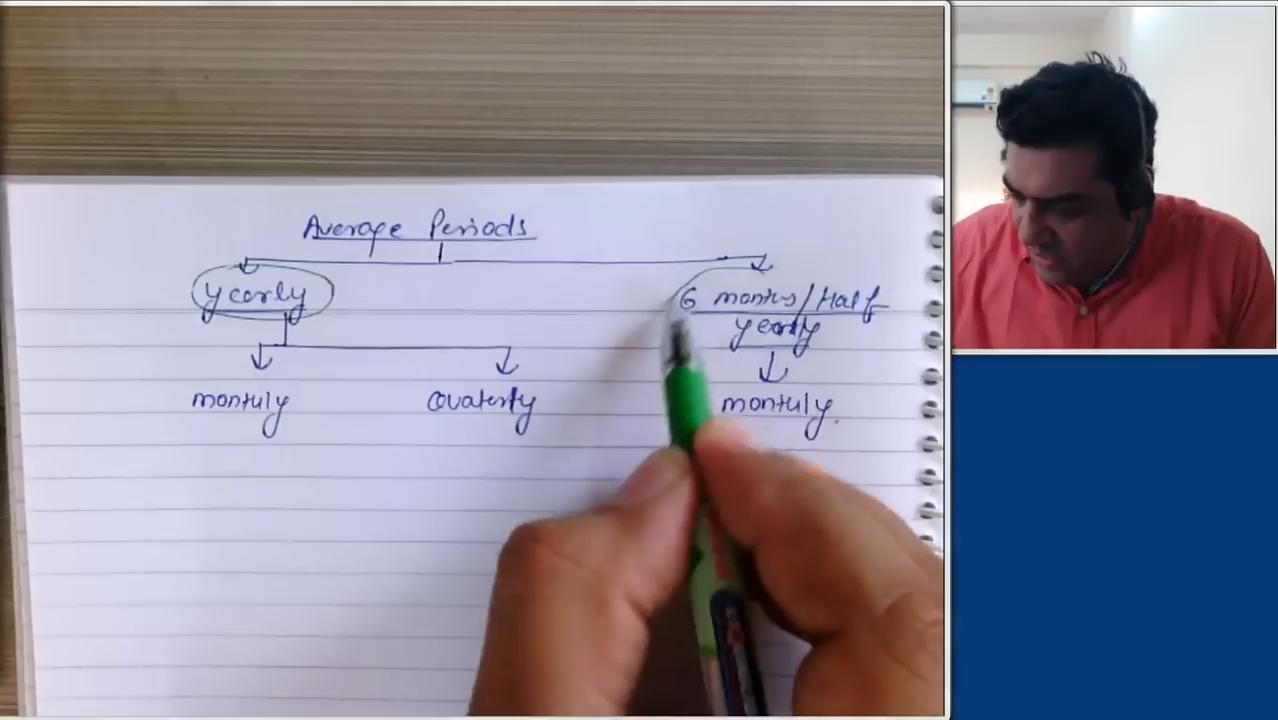 Average Periods
yearly
6 months/Half
yearly
monthly
Quaterly
monthly.